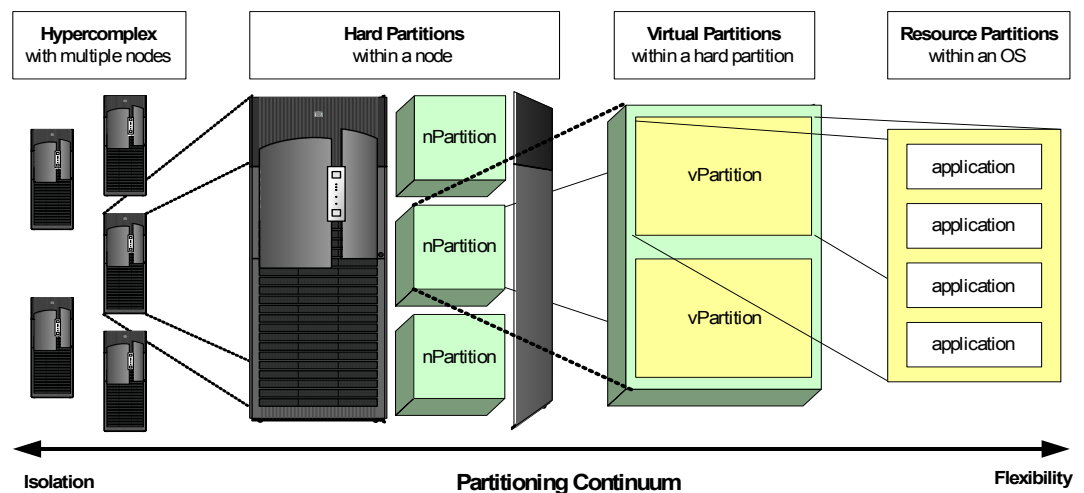 Hypercomplex
with multiple nodes
Hard Partitions
within a node
Virtual Partitions
within a hard partition
Resource Partitions
within an OS
nPartition
nPartition
nPartition
vPartition
vPartition
application
application
application
application
Isolation
Partitioning Continuum
Flexibility